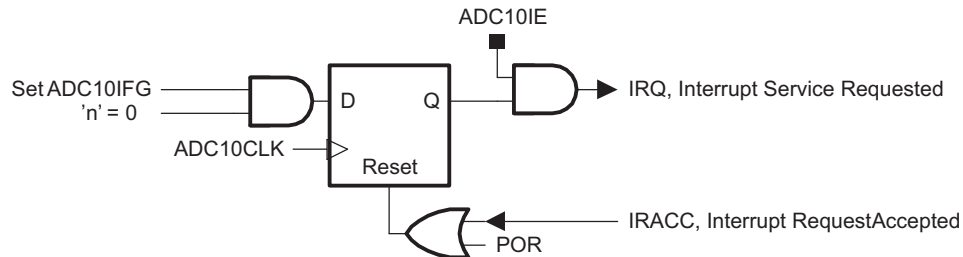 ADC10IE
Set ADC10IFG
'n' = 0
D
Q
IRQ, Interrupt Service Requested
ADC10CLK
Reset
IRACC, Interrupt RequestAccepted
POR